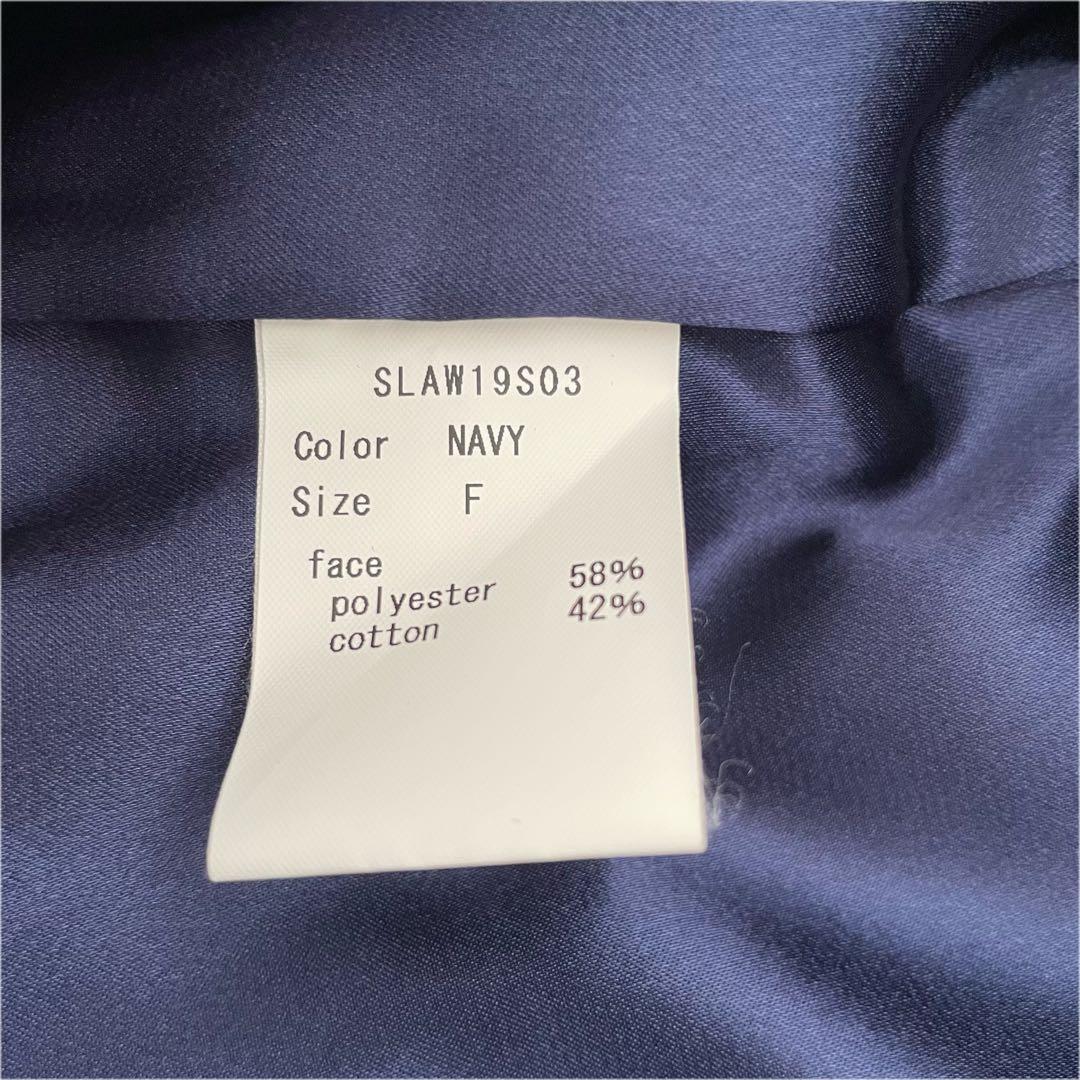 SLAW19S03
Color NAVY
Size F
face
polyester 58%
cotton 42%